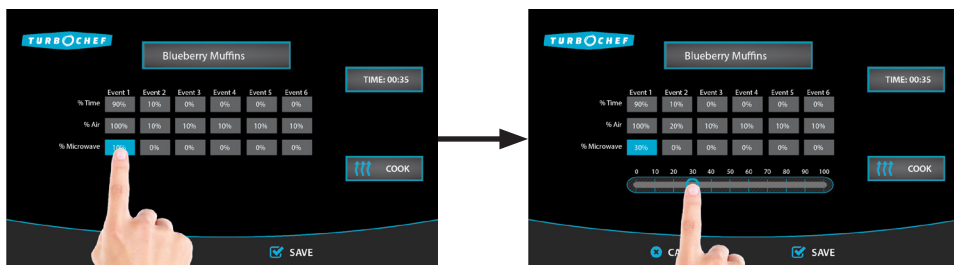 TURBOCHEF
Blueberry Muffins
TIME: 00:35
Event 1 Event 2 Event 3 Event 4 Event 5 Event 6
% Time 90% 10% 0% 0% 0% 0%
% Air 100% 10% 10% 10% 10% 10%
% Microwave 10% 0% 0% 0% 0% 0%
COOK
SAVE
TURBOCHEF
Blueberry Muffins
TIME: 00:35
Event 1 Event 2 Event 3 Event 4 Event 5 Event 6
% Time 90% 10% 0% 0% 0% 0%
% Air 100% 20% 10% 10% 10% 10%
% Microwave 30% 0% 0% 0% 0% 0%
0 10 20 30 40 50 60 70 80 90 100
COOK
SAVE